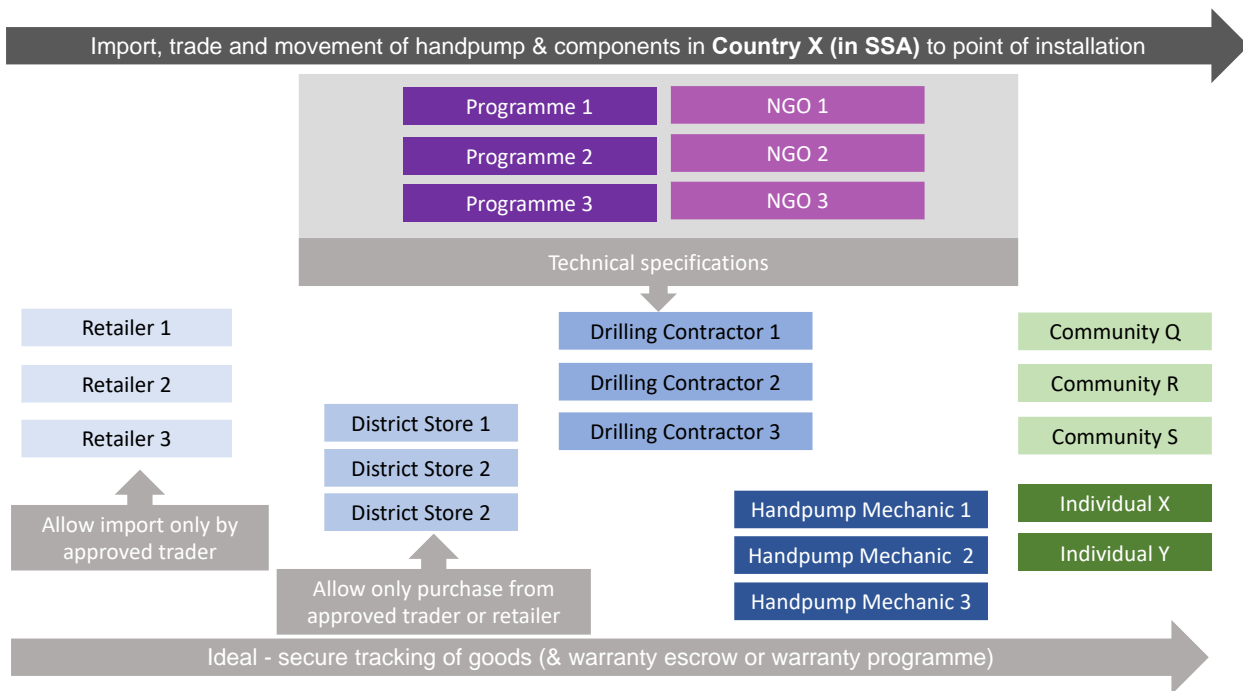 Import, trade and movement of handpump & components in Country X (in SSA) to point of installation
Programme 1
NGO 1
Programme 2
NGO 2
Programme 3
NGO 3
Technical specifications
Retailer 1
Retailer 2
Retailer 3
Allow import only by
approved trader
District Store 1
District Store 2
District Store 2
Allow only purchase from
approved trader or retailer
Drilling Contractor 1
Drilling Contractor 2
Drilling Contractor 3
Handpump Mechanic 1
Handpump Mechanic 2
Handpump Mechanic 3
Community Q
Community R
Community S
Individual X
Individual Y
Ideal - secure tracking of goods (& warranty escrow or warranty programme)